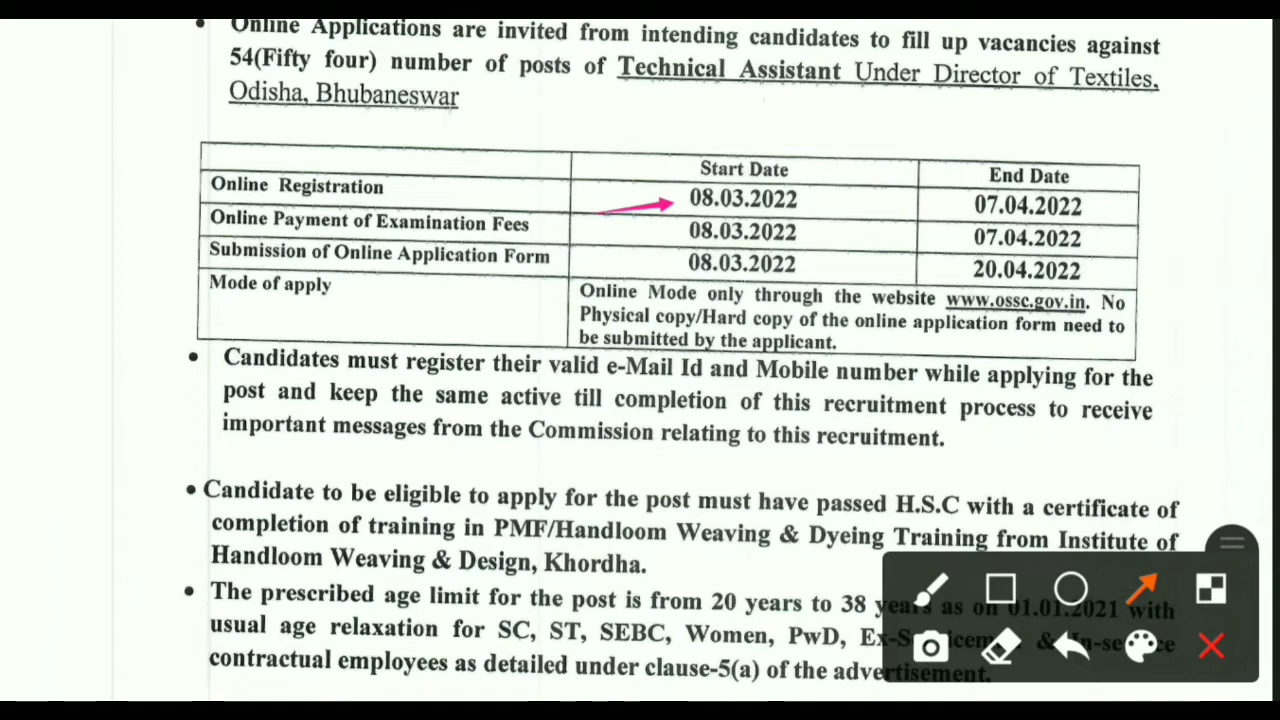 • Online Applications are invited from intending candidates to fill up vacancies against
54(Fifty four) number of posts of Technical Assistant Under Director of Textiles,
Odisha, Bhubaneswar
Start Date End Date
Online Registration 08.03.2022 07.04.2022
Online Payment of Examination Fees 08.03.2022 07.04.2022
Submission of Online Application Form 08.03.2022 20.04.2022
Mode of apply Online Mode only through the website www.ossc.gov.in. No
Physical copy/Hard copy of the online application form need to
be submitted by the applicant.
• Candidates must register their valid e-Mail Id and Mobile number while applying for the
post and keep the same active till completion of this recruitment process to receive
important messages from the Commission relating to this recruitment.
• Candidate to be eligible to apply for the post must have passed H.S.C with a certificate of
completion of training in PMF/Handloom Weaving & Dyeing Training from Institute of
Handloom Weaving & Design, Khordha.
• The prescribed age limit for the post is from 20 years to 38 years as on 01.01.2021 with
usual age relaxation for SC, ST, SEBC, Women, PwD, & 
contractual employees as detailed under clause-5(a) of the advertisement.